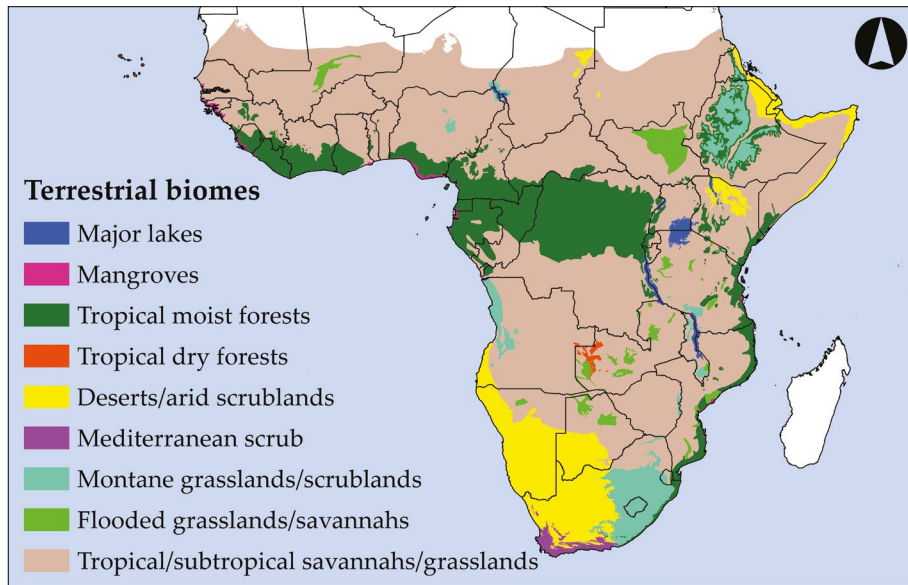 Terrestrial biomes
Major lakes
Mangroves
Tropical moist forests
Tropical dry forests
Deserts/arid scrublands
Mediterranean scrub
Montane grasslands/scrublands
Flooded grasslands/savannahs
Tropical/subtropical savannahs/grasslands